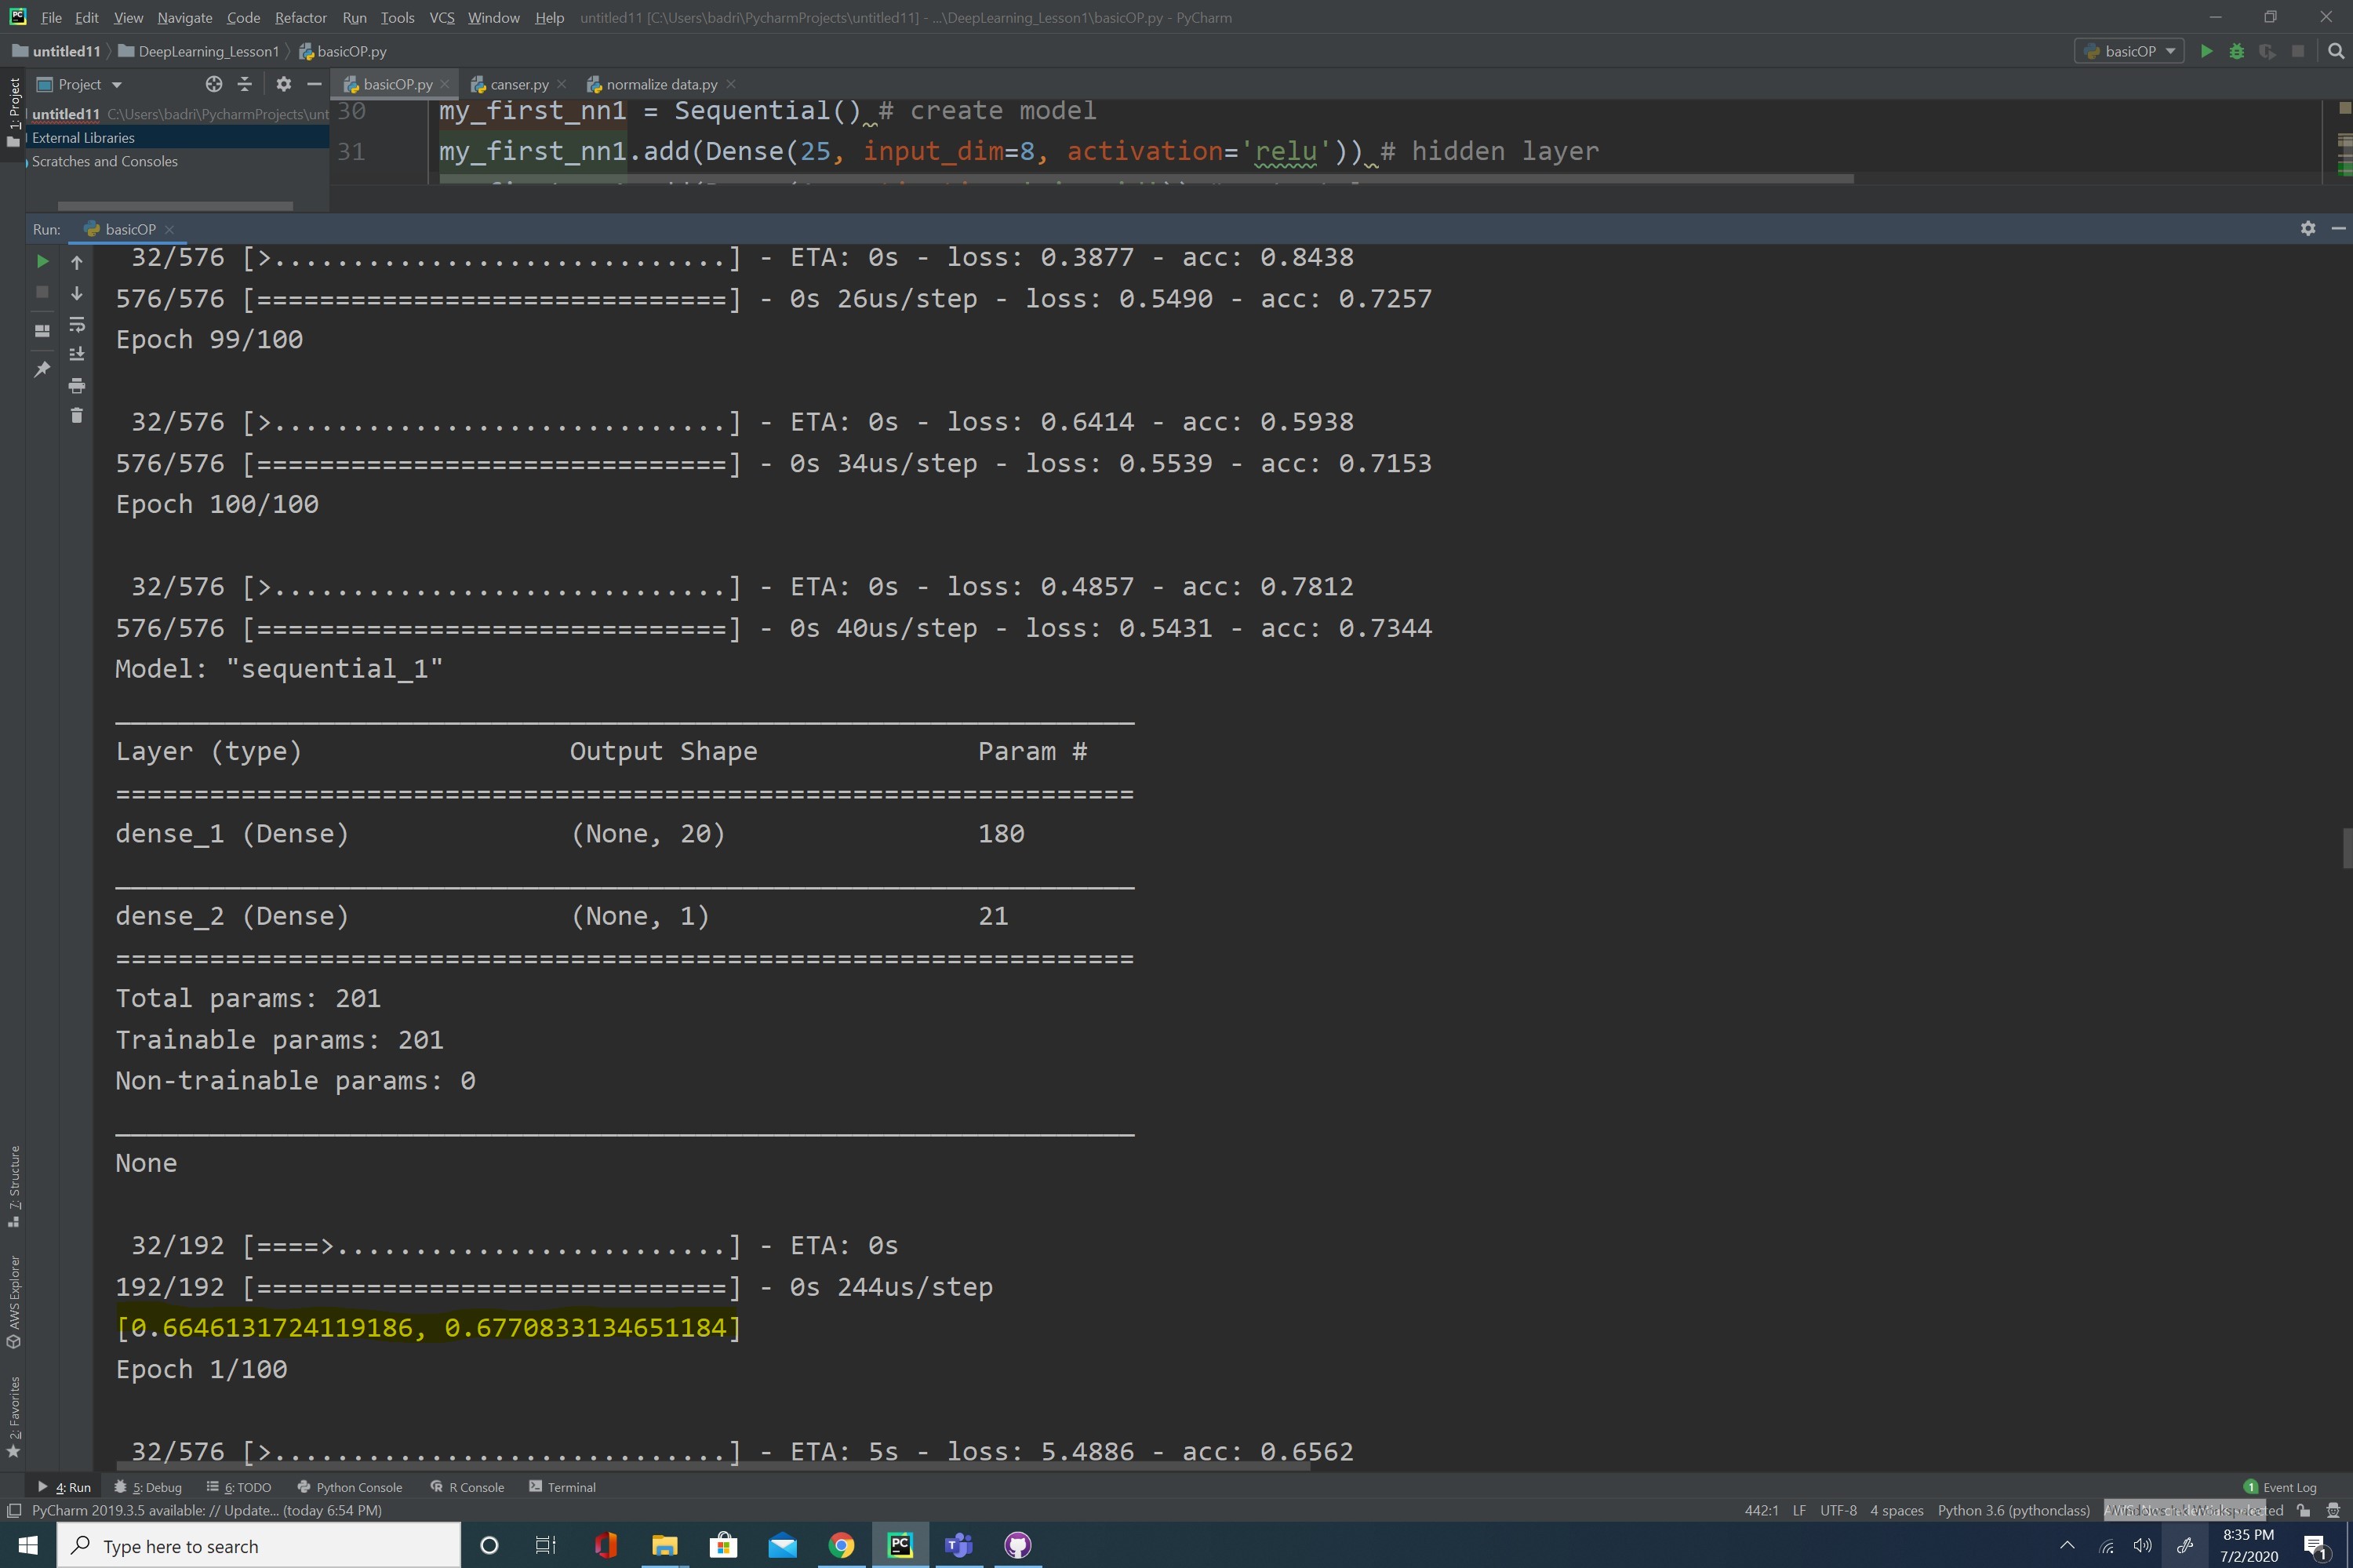 File Edit View Navigate Code Refactor Run Tools VCS Window Help untitled11 [C:\Users\badri\PycharmProjects\untitled11] - ...\DeepLearning_Lesson1\basicOP.py - PyCharm
untitled11 DeepLearning_Lesson1 basicOP.py basicOP
1: Project Project basicOP.py canser.py normalize data.py
untitled11 C:\Users\badri\PycharmProjects\unt
External Libraries
Scratches and Consoles
30 my_first_nn1 = Sequential() # create model
31 my_first_nn1.add(Dense(25, input_dim=8, activation='relu')) # hidden layer
Run: basicOP
32/576 [>.............................] - ETA: 0s - loss: 0.3877 - acc: 0.8438
576/576 [==============================] - 0s 26us/step - loss: 0.5490 - acc: 0.7257
Epoch 99/100
32/576 [>.............................] - ETA: 0s - loss: 0.6414 - acc: 0.5938
576/576 [==============================] - 0s 34us/step - loss: 0.5539 - acc: 0.7153
Epoch 100/100
32/576 [>.............................] - ETA: 0s - loss: 0.4857 - acc: 0.7812
576/576 [==============================] - 0s 40us/step - loss: 0.5431 - acc: 0.7344
Model: "sequential_1"
_________________________________________________________________
Layer (type) Output Shape Param #
=================================================================
dense_1 (Dense) (None, 20) 180
_________________________________________________________________
dense_2 (Dense) (None, 1) 21
=================================================================
Total params: 201
Trainable params: 201
Non-trainable params: 0
_________________________________________________________________
None
32/192 [====>.........................] - ETA: 0s
192/192 [==============================] - 0s 244us/step
[0.6646131724119186, 0.6770833134651184]
Epoch 1/100
32/576 [>.............................] - ETA: 5s - loss: 5.4886 - acc: 0.6562
7: Structure
AWS Explorer
2: Favorites
4: Run 5: Debug 6: TODO Python Console R Console Terminal 1 Event Log
PyCharm 2019.3.5 available: // Update... (today 6:54 PM) 442:1 LF UTF-8 4 spaces Python 3.6 (pythonclass)
Type here to search
8:35 PM
7/2/2020
1